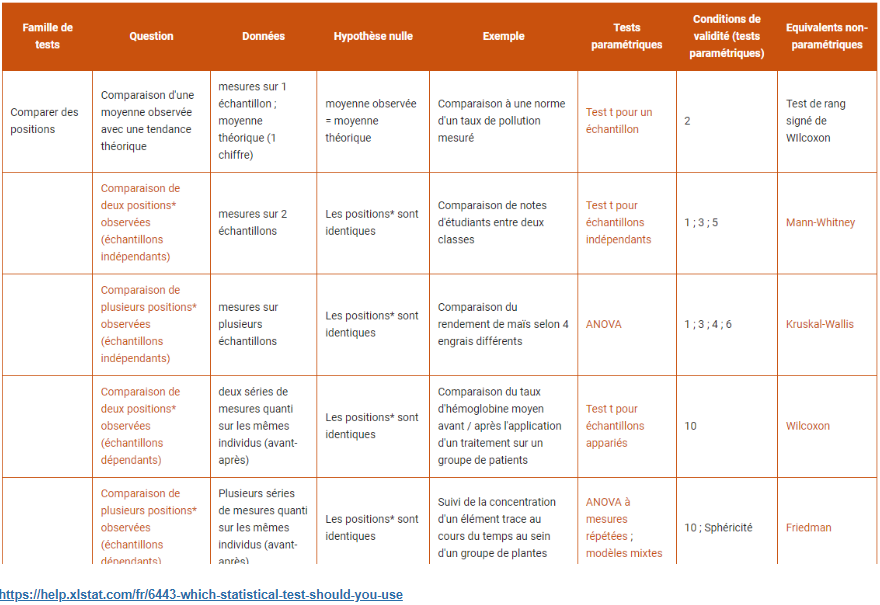 Famille de tests | Question | Données | Hypothèse nulle | Exemple | Tests paramétriques | Conditions de validité (tests paramétriques) | Equivalents non-paramétriques
Comparer des positions | Comparaison d'une moyenne observée avec une tendance théorique | mesures sur 1 échantillon ; moyenne théorique (1 chiffre) | moyenne observée = moyenne théorique | Comparaison à une norme d'un taux de pollution mesuré | Test t pour un échantillon | 2 | Test de rang signé de WIlcoxon
Comparaison de deux positions* observées (échantillons indépendants) | mesures sur 2 échantillons | Les positions* sont identiques | Comparaison de notes d'étudiants entre deux classes | Test t pour échantillons indépendants | 1 ; 3 ; 5 | Mann-Whitney
Comparaison de plusieurs positions* observées (échantillons indépendants) | mesures sur plusieurs échantillons | Les positions* sont identiques | Comparaison du rendement de maïs selon 4 engrais différents | ANOVA | 1 ; 3 ; 4 ; 6 | Kruskal-Wallis
Comparaison de deux positions* observées (échantillons dépendants) | deux séries de mesures quanti sur les mêmes individus (avant-après) | Les positions* sont identiques | Comparaison du taux d'hémoglobine moyen avant / après l'application d'un traitement sur un groupe de patients | Test t pour échantillons appariés | 10 | Wilcoxon
Comparaison de plusieurs positions* observées (échantillons dépendants) | Plusieurs séries de mesures quanti sur les mêmes individus (avant-après) | Les positions* sont identiques | Suivi de la concentration d'un élément trace au cours du temps au sein d'un groupe de plantes | ANOVA à mesures répétées ; modèles mixtes | 10 ; Sphéricité | Friedman
https://help.xlstat.com/fr/6443-which-statistical-test-should-you-use